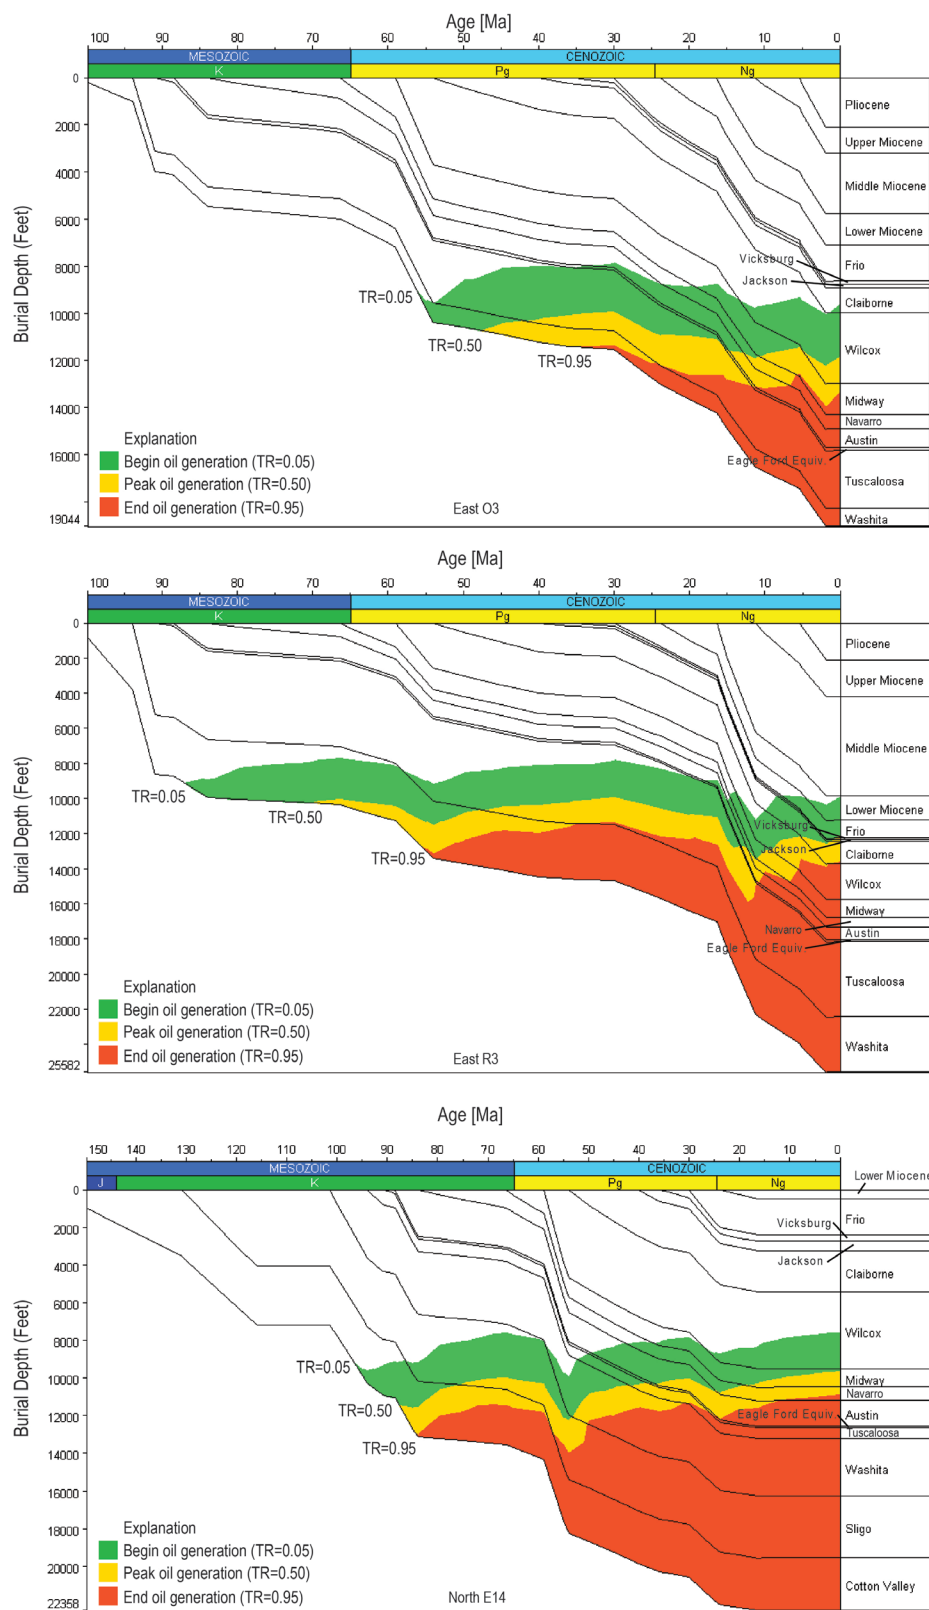 Age [Ma]
100 90 80 70 60 50 40 30 20 10 0
MESOZOIC CENOZOIC
K Pg Ng
Burial Depth (Feet)
0
2000
4000
6000
8000
10000
12000
14000
16000
19044
Pliocene
Upper Miocene
Middle Miocene
Lower Miocene
Vicksburg
Frio
Jackson
Claiborne
Wilcox
Midway
Navarro
Austin
Eagle Ford Equiv.
Tuscaloosa
Washita
TR=0.05
TR=0.50
TR=0.95
Explanation
Begin oil generation (TR=0.05)
Peak oil generation (TR=0.50)
End oil generation (TR=0.95)
East O3
Age [Ma]
100 90 80 70 60 50 40 30 20 10 0
MESOZOIC CENOZOIC
K Pg Ng
Burial Depth (Feet)
0
2000
4000
6000
8000
10000
12000
14000
16000
18000
20000
22000
25582
Pliocene
Upper Miocene
Middle Miocene
Lower Miocene
Vicksburg
Frio
Jackson
Claiborne
Wilcox
Midway
Navarro
Austin
Eagle Ford Equiv
Tuscaloosa
Washita
TR=0.05
TR=0.50
TR=0.95
Explanation
Begin oil generation (TR=0.05)
Peak oil generation (TR=0.50)
End oil generation (TR=0.95)
East R3
Age [Ma]
150 140 130 120 110 100 90 80 70 60 50 40 30 20 10 0
MESOZOIC CENOZOIC
J K Pg Ng
Burial Depth (Feet)
0
2000
4000
6000
8000
10000
12000
14000
16000
18000
20000
22358
Lower Miocene
Vicksburg
Frio
Jackson
Claiborne
Wilcox
Midway
Navarro
Austin
Eagle Ford Equiv.
Tuscaloosa
Washita
Sligo
Cotton Valley
TR=0.05
TR=0.50
TR=0.95
Explanation
Begin oil generation (TR=0.05)
Peak oil generation (TR=0.50)
End oil generation (TR=0.95)
North E14